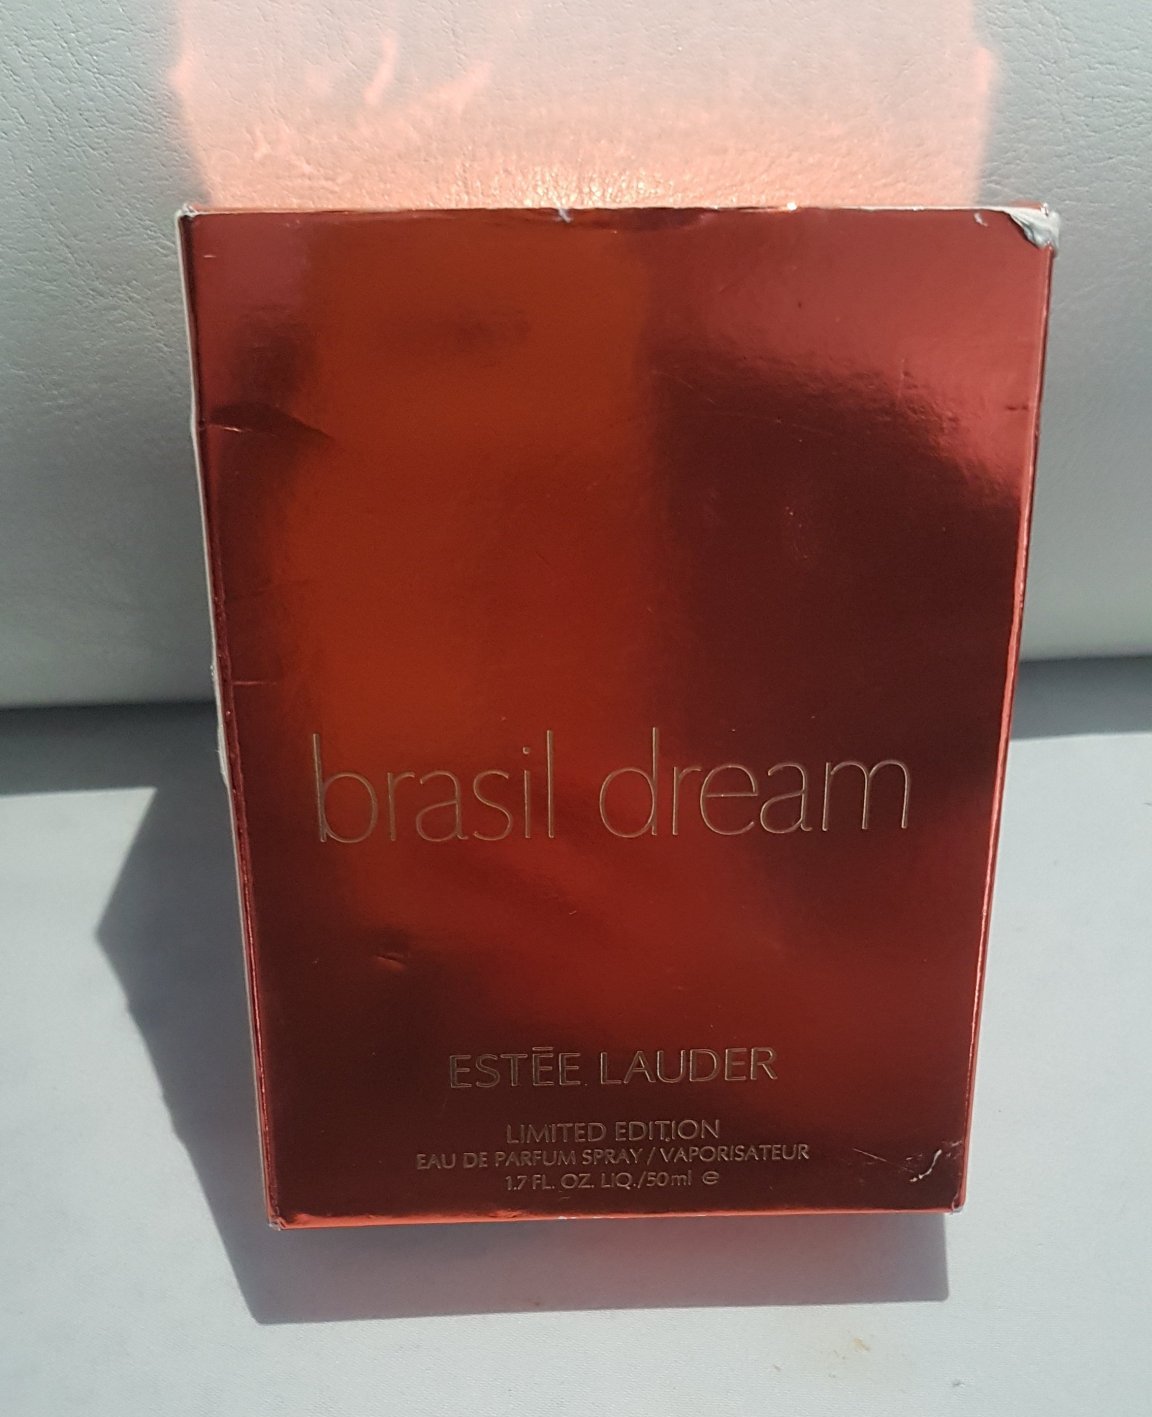 brasil dream
ESTĒE LAUDER
LIMITED EDITION
EAU DE PARFUM SPRAY / VAPORISATEUR
1.7 FL. OZ. LIQ./50ml ℮